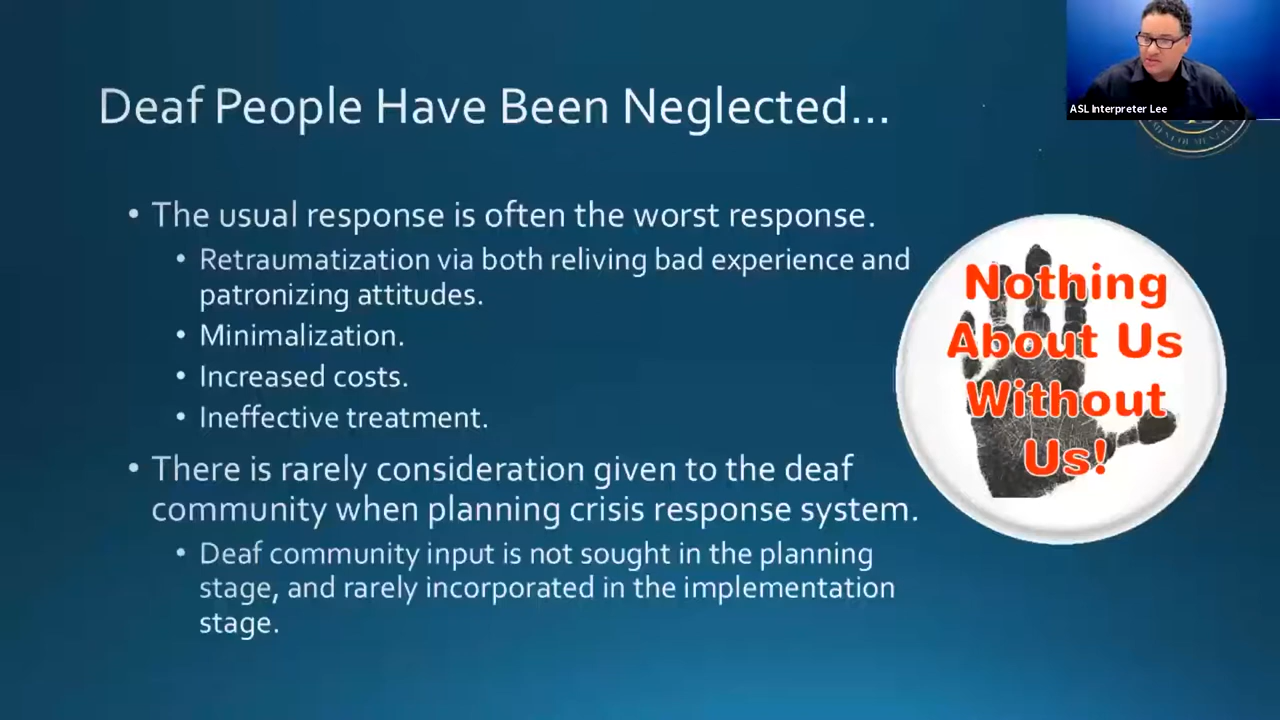 Deaf People Have Been Neglected...
ASL Interpreter Lee
• The usual response is often the worst response.
• Retraumatization via both reliving bad experience and
patronizing attitudes.
• Minimalization.
• Increased costs.
• Ineffective treatment.
• There is rarely consideration given to the deaf
community when planning crisis response system.
• Deaf community input is not sought in the planning
stage, and rarely incorporated in the implementation
stage.
Nothing
About Us
Without
Us!